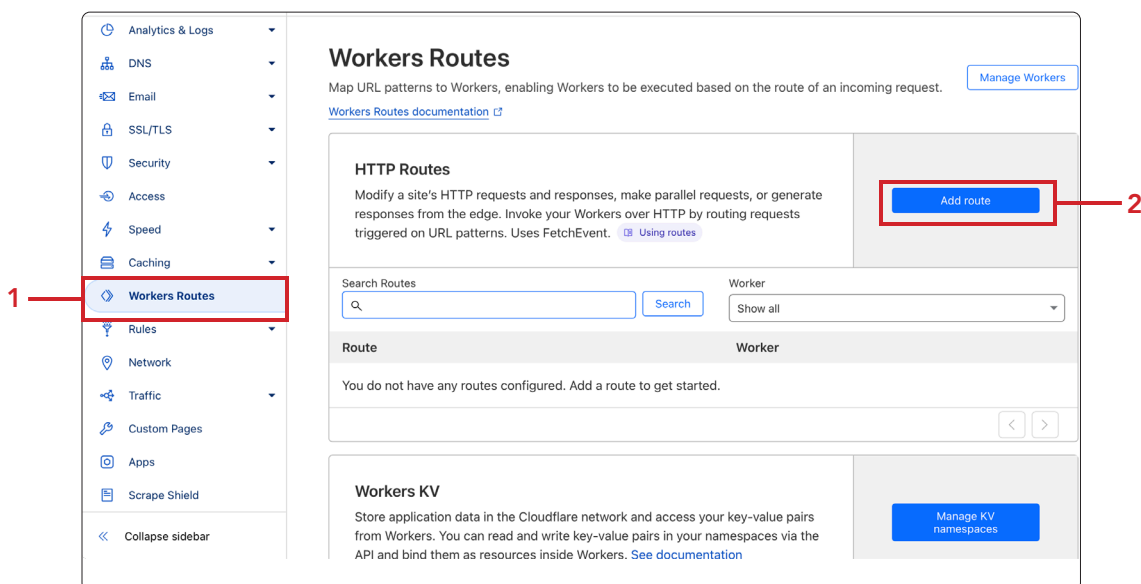 Analytics & Logs
DNS
Email
SSL/TLS
Security
Access
Speed
Caching
1
Workers Routes
Rules
Network
Traffic
Custom Pages
Apps
Scrape Shield
Collapse sidebar
Workers Routes
Map URL patterns to Workers, enabling Workers to be executed based on the route of an incoming request.
Manage Workers
Workers Routes documentation
HTTP Routes
Modify a site's HTTP requests and responses, make parallel requests, or generate
responses from the edge. Invoke your Workers over HTTP by routing requests
triggered on URL patterns. Uses FetchEvent. Using routes
Add route
2
Search Routes
Search
Worker
Show all
Route Worker
You do not have any routes configured. Add a route to get started.
Workers KV
Store application data in the Cloudflare network and access your key-value pairs
from Workers. You can read and write key-value pairs in your namespaces via the
API and bind them as resources inside Workers. See documentation
Manage KV
namespaces